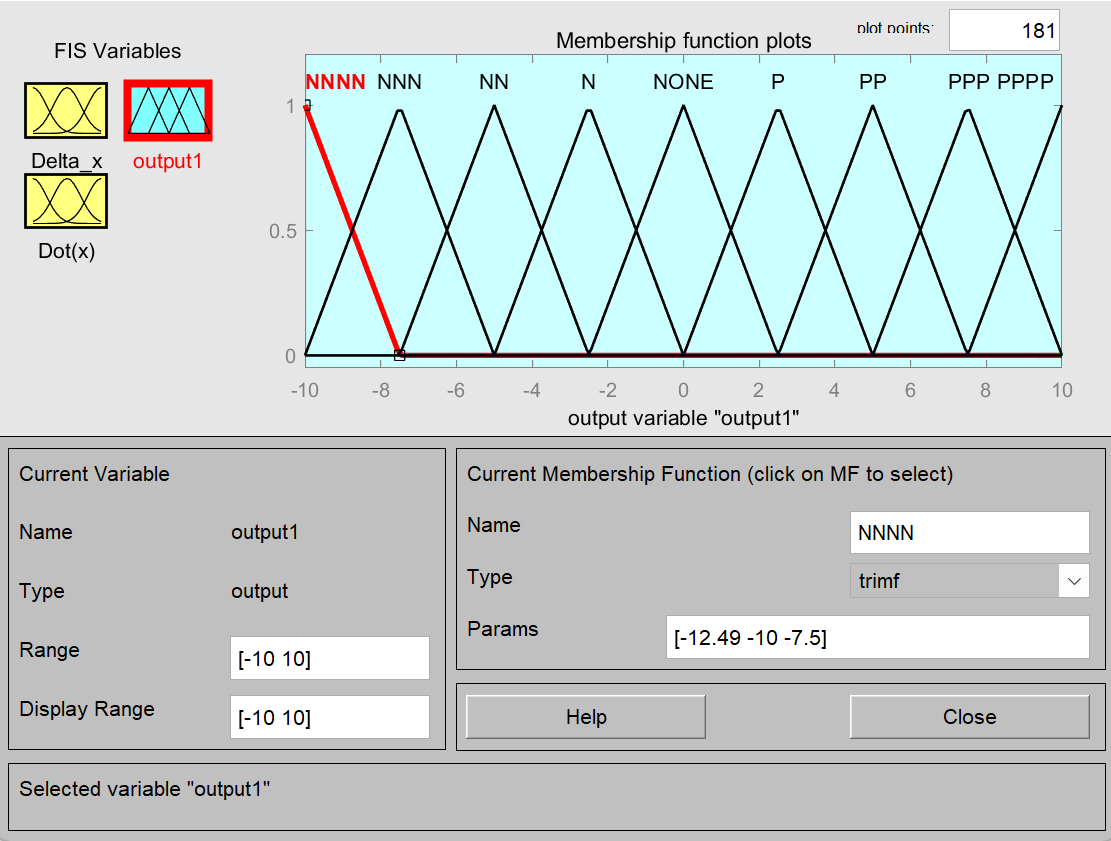 FIS Variables
Delta_x
output1
Dot(x)
Membership function plots
plot points:
181
NNNN NNN NN N NONE P PP PPP PPPP
1
0.5
0
-10 -8 -6 -4 -2 0 2 4 6 8 10
output variable "output1"
Current Variable
Name output1
Type output
Range [-10 10]
Display Range [-10 10]
Current Membership Function (click on MF to select)
Name NNNN
Type trimf
Params [-12.49 -10 -7.5]
Help Close
Selected variable "output1"